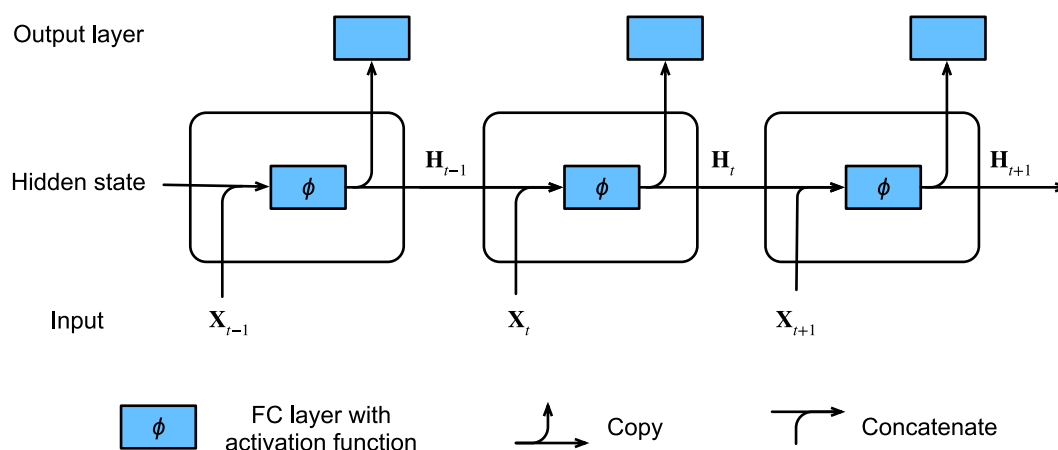 Output layer
Hidden state
ϕ
H_{t−1}
ϕ
H_t
ϕ
H_{t+1}
Input
X_{t−1}
X_t
X_{t+1}
ϕ
FC layer with
activation function
Copy
Concatenate